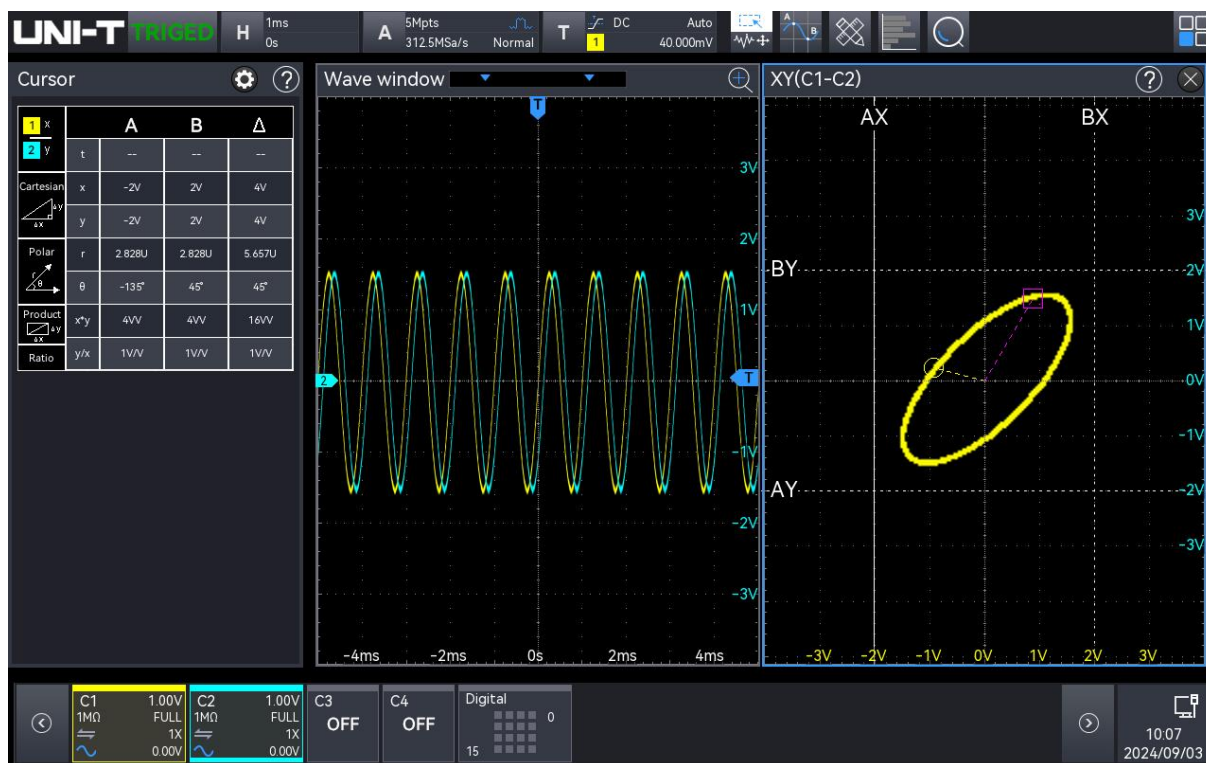 UNI-T TRIGED H 1ms 0s A 5Mpts 312.5MSa/s Normal T DC Auto 1 40.000mV A B
Cursor ?
Wave window
XY(C1-C2) ?
1 x 2 y A B Δ
t -- -- --
Cartesian Δy Δx x -2V 2V 4V
y -2V 2V 4V
Polar r r 2.828U 2.828U 5.657U
θ θ -135° 45° 45°
Product Δy Δx x*y 4VV 4VV 16VV
Ratio y/x 1V/V 1V/V 1V/V
T
3V
2V
1V
2
T
-1V
-2V
-3V
-4ms -2ms 0s 2ms 4ms
AX BX
3V
BY 2V
1V
0V
-1V
AY -2V
-3V
-3V -2V -1V 0V 1V 2V 3V
C1 1.00V
1MΩ FULL
1X
0.00V
C2 1.00V
1MΩ FULL
1X
0.00V
C3
OFF
C4
OFF
Digital
0
15
10:07
2024/09/03